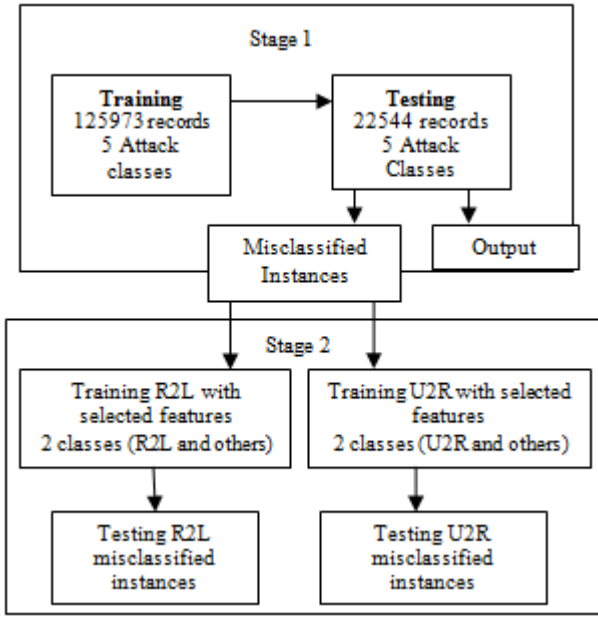 Stage 1
Training
125973 records
5 Attack
classes
Testing
22544 records
5 Attack
Classes
Misclassified
Instances
Output
Stage 2
Training R2L with
selected features
2 classes (R2L and others)
Training U2R with selected
features
2 classes (U2R and others)
Testing R2L
misclassified
instances
Testing U2R
misclassified
instances